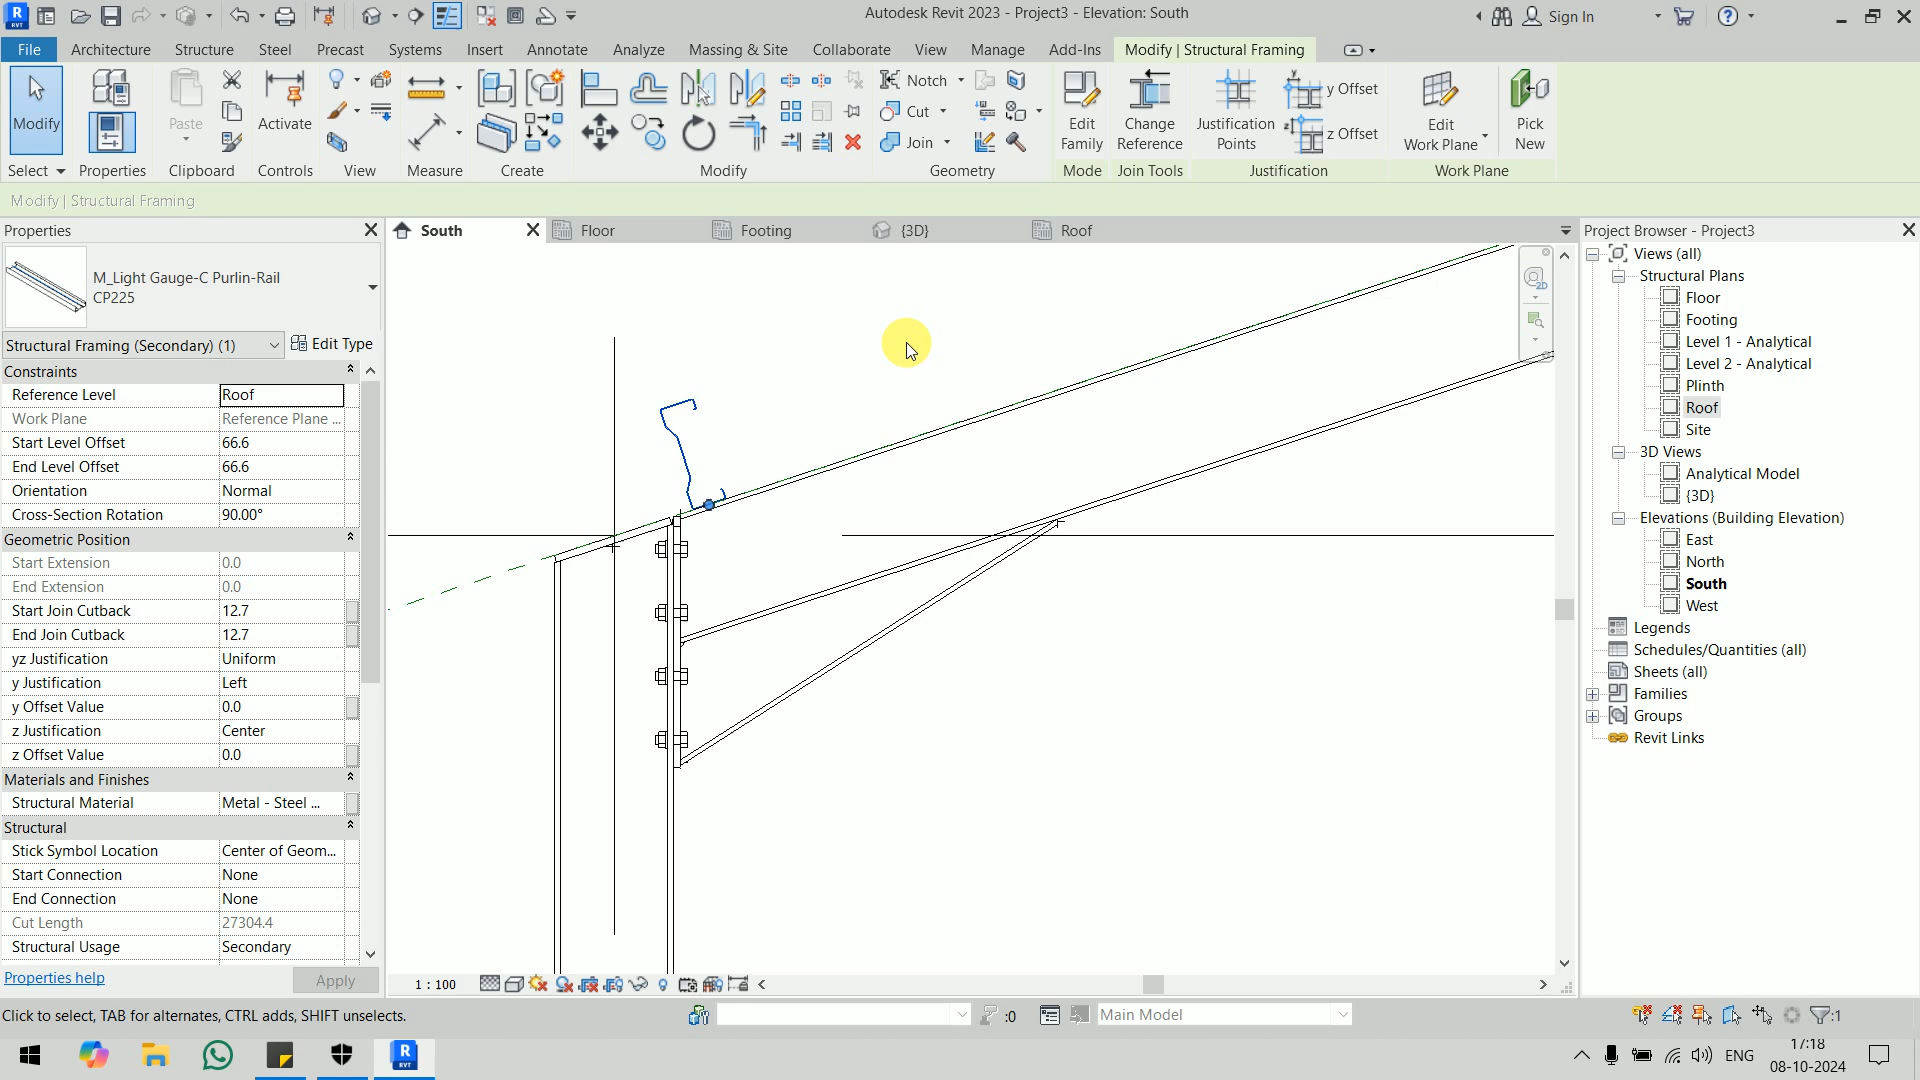 Autodesk Revit 2023 - Project3 - Elevation: South
Sign In
File
Architecture
Structure
Steel
Precast
Systems
Insert
Annotate
Analyze
Massing & Site
Collaborate
View
Manage
Add-Ins
Modify | Structural Framing
Modify
Paste
Activate
Notch
Cut
Join
Edit
Family
Change
Reference
Justification
Points
y Offset
z Offset
Edit
Work Plane
Pick
New
Select
Properties
Clipboard
Controls
View
Measure
Create
Modify
Geometry
Mode
Join Tools
Justification
Work Plane
Modify | Structural Framing
Properties
M_Light Gauge-C Purlin-Rail
CP225
Structural Framing (Secondary) (1)
Edit Type
Constraints
Reference Level Roof
Work Plane Reference Plane ...
Start Level Offset 66.6
End Level Offset 66.6
Orientation Normal
Cross-Section Rotation 90.00°
Geometric Position
Start Extension 0.0
End Extension 0.0
Start Join Cutback 12.7
End Join Cutback 12.7
yz Justification Uniform
y Justification Left
y Offset Value 0.0
z Justification Center
z Offset Value 0.0
Materials and Finishes
Structural Material Metal - Steel ...
Structural
Stick Symbol Location Center of Geom...
Start Connection None
End Connection None
Cut Length 27304.4
Structural Usage Secondary
Properties help
Apply
South
Floor
Footing
{3D}
Roof
2D
1 : 100
Project Browser - Project3
Views (all)
Structural Plans
Floor
Footing
Level 1 - Analytical
Level 2 - Analytical
Plinth
Roof
Site
3D Views
Analytical Model
{3D}
Elevations (Building Elevation)
East
North
South
West
Legends
Schedules/Quantities (all)
Sheets (all)
Families
Groups
Revit Links
Click to select, TAB for alternates, CTRL adds, SHIFT unselects.
:0
Main Model
:1
ENG
17:18
08-10-2024